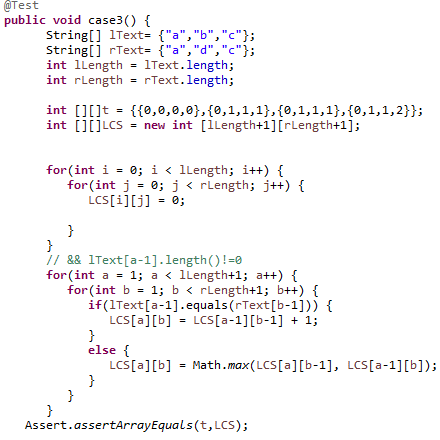 @Test
public void case3() {
String[] lText= {"a","b","c"};
String[] rText= {"a","d","c"};
int lLength = lText.length;
int rLength = rText.length;
int [][]t = {{0,0,0,0},{0,1,1,1},{0,1,1,1},{0,1,1,2}};
int [][]LCS = new int [lLength+1][rLength+1];
for(int i = 0; i < lLength; i++) {
for(int j = 0; j < rLength; j++) {
LCS[i][j] = 0;
}
}
// && lText[a-1].length()!=0
for(int a = 1; a < lLength+1; a++) {
for(int b = 1; b < rLength+1; b++) {
if(lText[a-1].equals(rText[b-1])) {
LCS[a][b] = LCS[a-1][b-1] + 1;
}
else {
LCS[a][b] = Math.max(LCS[a][b-1], LCS[a-1][b]);
}
}
}
Assert.assertArrayEquals(t,LCS);